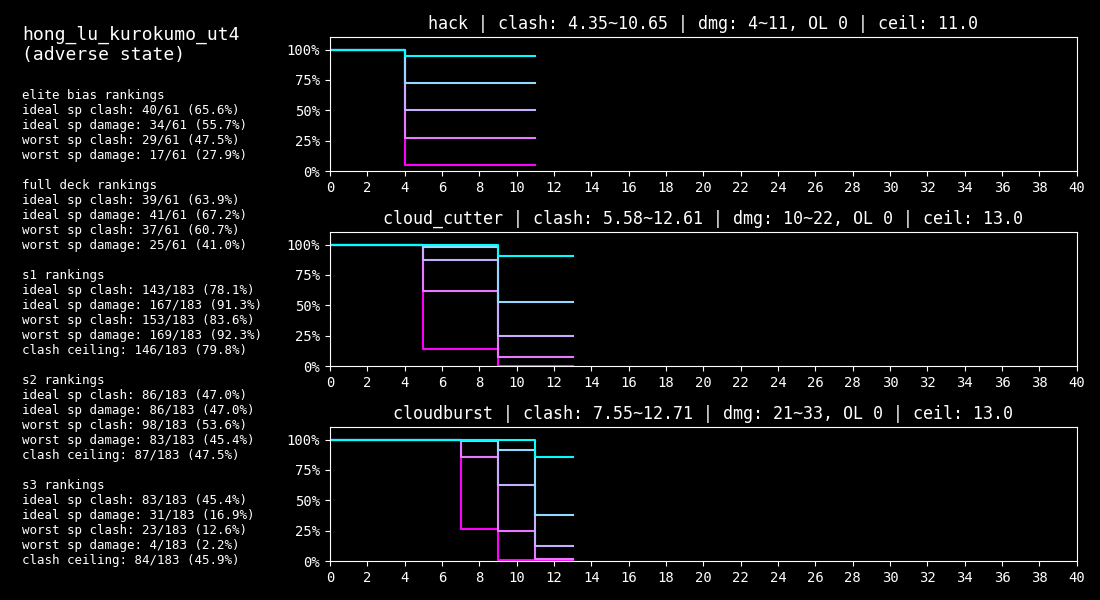 hong_lu_kurokumo_ut4
(adverse state)
elite bias rankings
ideal sp clash: 40/61 (65.6%)
ideal sp damage: 34/61 (55.7%)
worst sp clash: 29/61 (47.5%)
worst sp damage: 17/61 (27.9%)
full deck rankings
ideal sp clash: 39/61 (63.9%)
ideal sp damage: 41/61 (67.2%)
worst sp clash: 37/61 (60.7%)
worst sp damage: 25/61 (41.0%)
s1 rankings
ideal sp clash: 143/183 (78.1%)
ideal sp damage: 167/183 (91.3%)
worst sp clash: 153/183 (83.6%)
worst sp damage: 169/183 (92.3%)
clash ceiling: 146/183 (79.8%)
s2 rankings
ideal sp clash: 86/183 (47.0%)
ideal sp damage: 86/183 (47.0%)
worst sp clash: 98/183 (53.6%)
worst sp damage: 83/183 (45.4%)
clash ceiling: 87/183 (47.5%)
s3 rankings
ideal sp clash: 83/183 (45.4%)
ideal sp damage: 31/183 (16.9%)
worst sp clash: 23/183 (12.6%)
worst sp damage: 4/183 (2.2%)
clash ceiling: 84/183 (45.9%)
hack | clash: 4.35~10.65 | dmg: 4~11, OL 0 | ceil: 11.0
100%
75%
50%
25%
0%
0 2 4 6 8 10 12 14 16 18 20 22 24 26 28 30 32 34 36 38 40
cloud_cutter | clash: 5.58~12.61 | dmg: 10~22, OL 0 | ceil: 13.0
100%
75%
50%
25%
0%
0 2 4 6 8 10 12 14 16 18 20 22 24 26 28 30 32 34 36 38 40
cloudburst | clash: 7.55~12.71 | dmg: 21~33, OL 0 | ceil: 13.0
100%
75%
50%
25%
0%
0 2 4 6 8 10 12 14 16 18 20 22 24 26 28 30 32 34 36 38 40